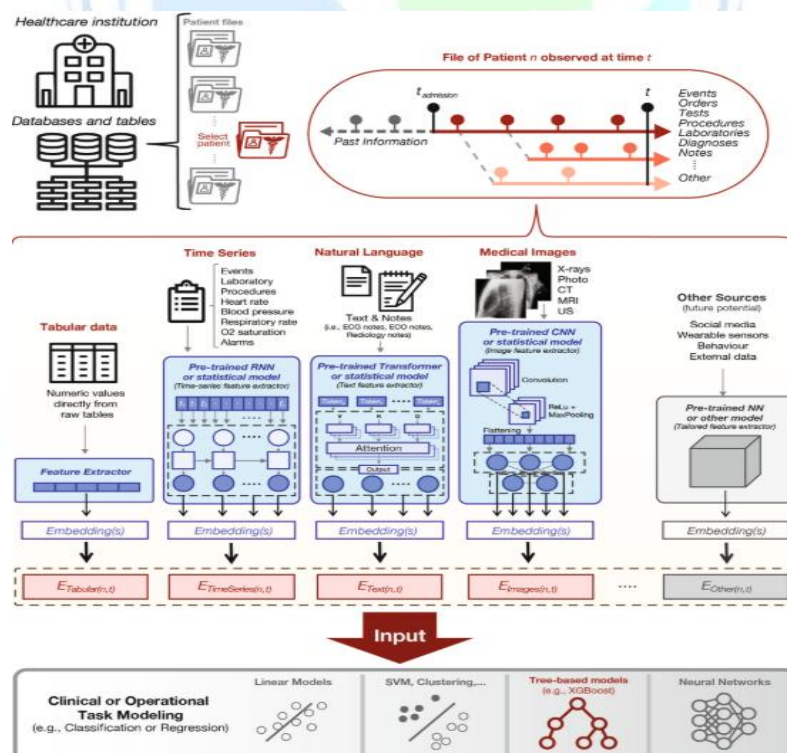 Healthcare institution
Patient files
Databases and tables
Select
patient
File of Patient n observed at time t
t admission
t
Past Information
Events
Orders
Tests
Procedures
Laboratories
Diagnoses
Notes
Other
Tabular data
Numeric values
directly from
raw tables
Feature Extractor
Embedding(s)
Time Series
Events
Laboratory
Procedures
Heart rate
Blood pressure
Respiratory rate
O2 saturation
Alarms
Pre-trained RNN
or statistical model
(Time-series feature extractor)
Embedding(s)
Natural Language
Text & Notes
(i.e., ECG notes, ECO notes,
Radiology notes)
Pre-trained Transformer
or statistical model
(Text feature extractor)
Attention
Output
Embedding(s)
Medical Images
X-rays
Photo
CT
MRI
US
Pre-trained CNN
or statistical model
(Image feature extractor)
Convolution
ReLu +
MaxPooling
Flattening
Embedding(s)
Other Sources
(future potential)
Social media
Wearable sensors
Behaviour
External data
Pre-trained NN
or other model
(Tailored feature extractor)
Embedding(s)
E Tabular(n,t)
E TimeSeries(n,t)
E Text(n,t)
E Images(n,t)
E Other(n,t)
Input
Clinical or Operational
Task Modeling
(e.g., Classification or Regression)
Linear Models
SVM, Clustering,...
Tree-based models
(e.g., XGBoost)
Neural Networks